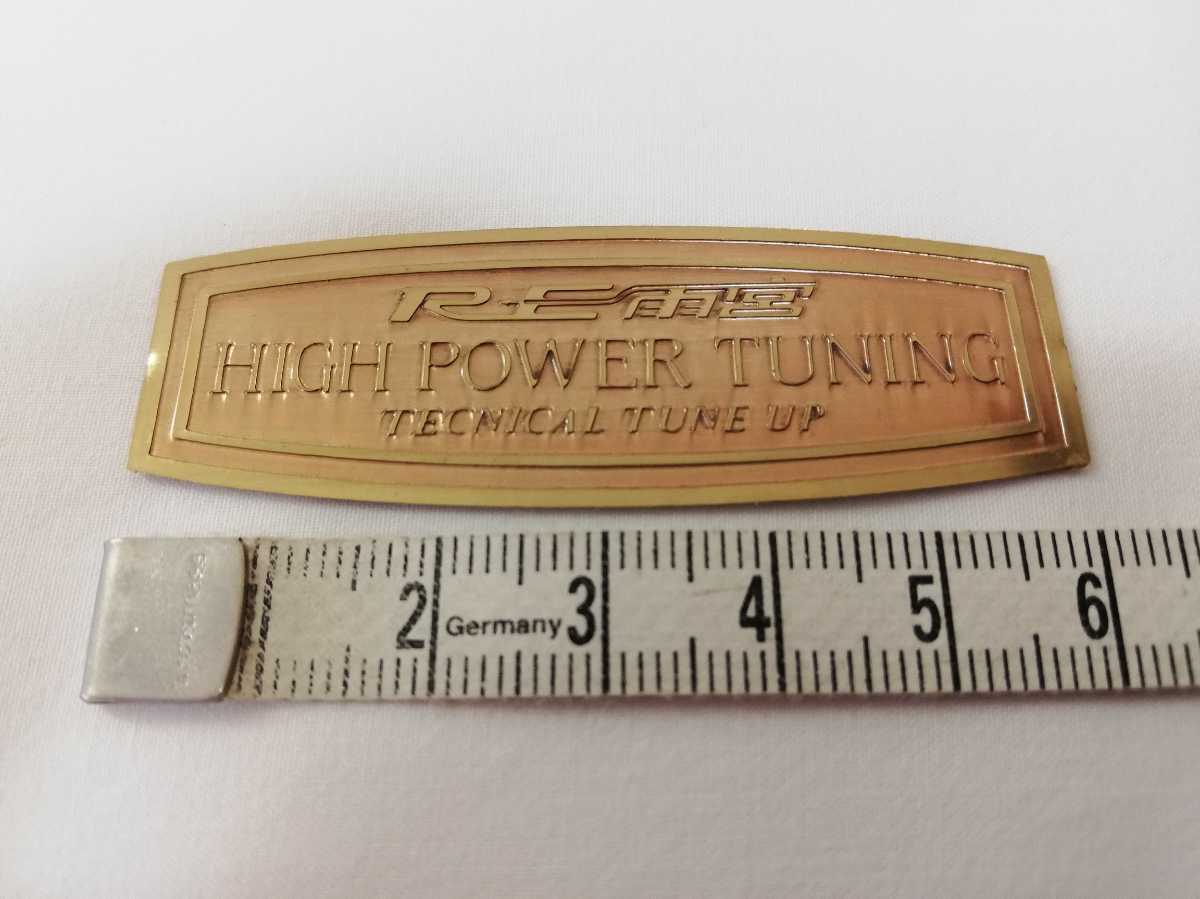 RE雨宮
HIGH POWER TUNING
TECNICAL TUNE UP
2 Germany 3 4 5 6